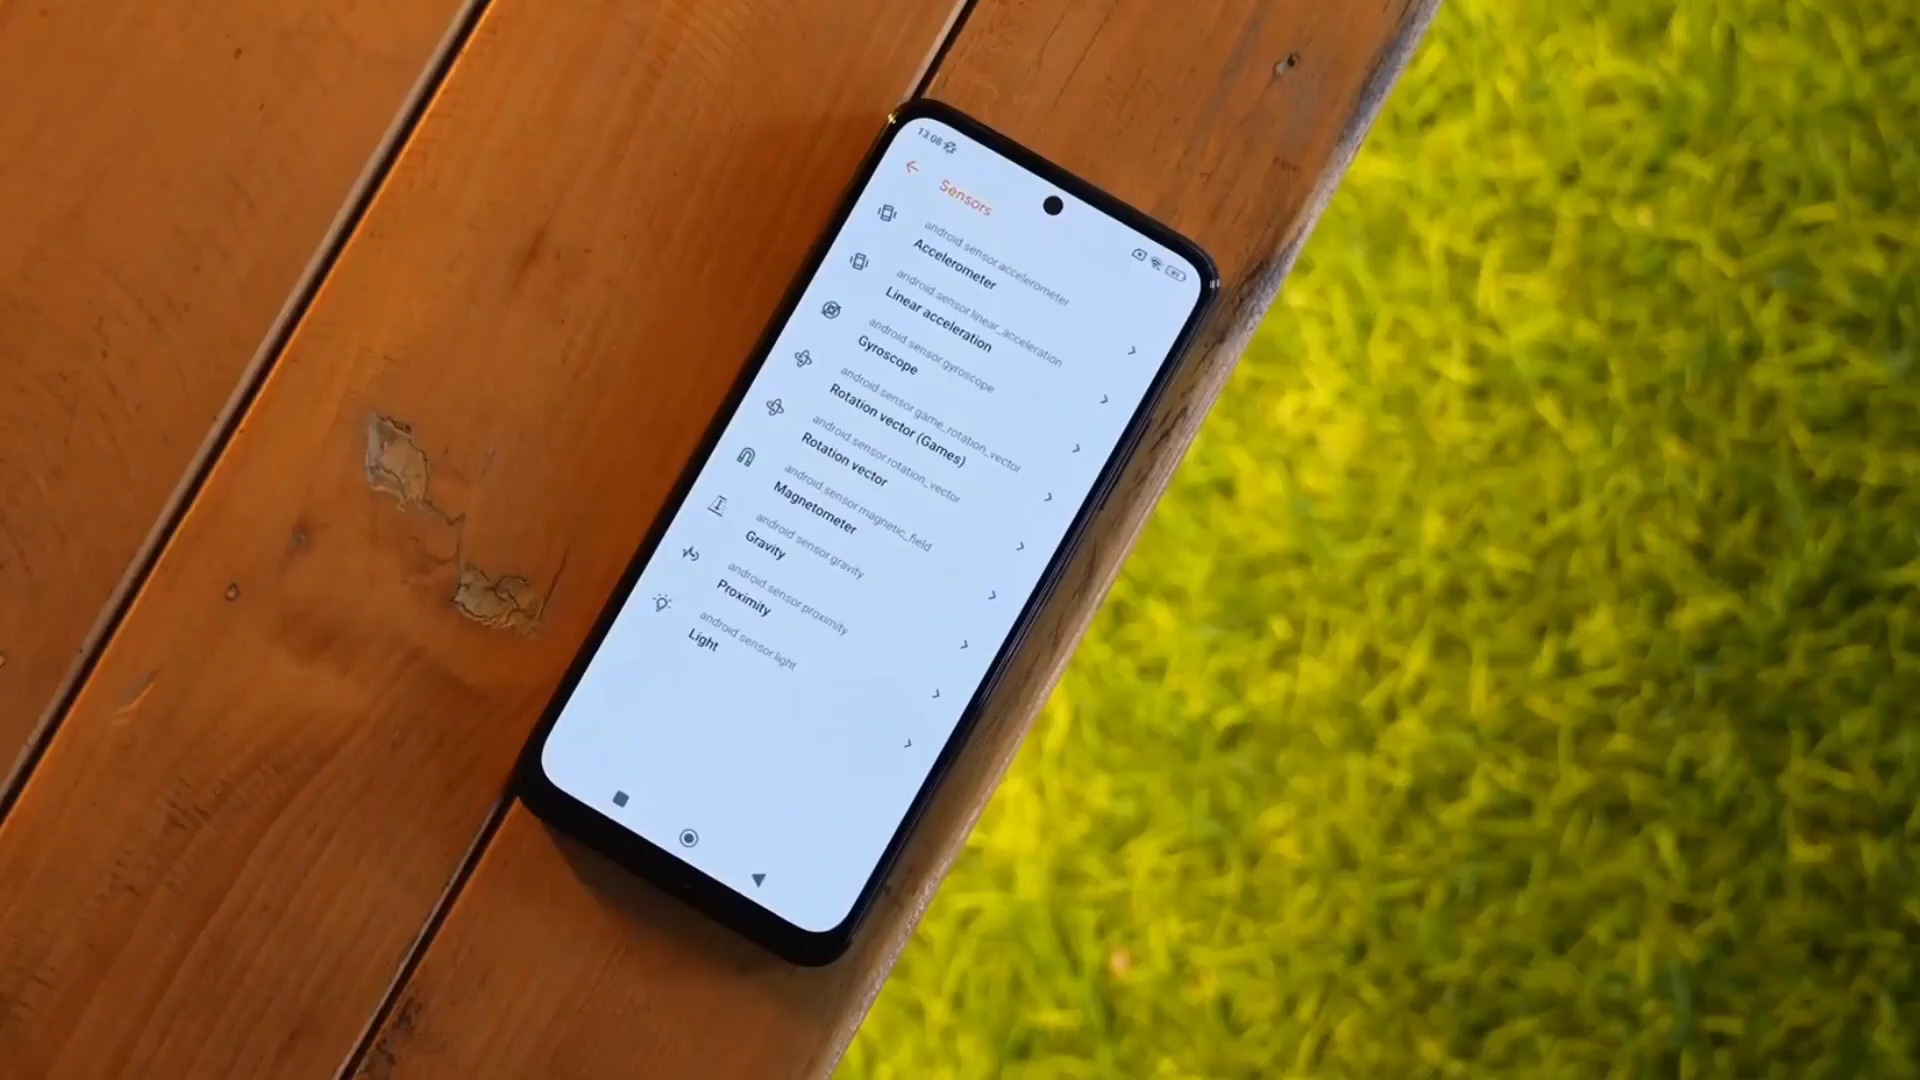 13:08
Sensors
android.sensor.accelerometer
Accelerometer
android.sensor.linear_acceleration
Linear acceleration
android.sensor.gyroscope
Gyroscope
android.sensor.game_rotation_vector
Rotation vector (Games)
android.sensor.rotation_vector
Rotation vector
android.sensor.magnetic_field
Magnetometer
android.sensor.gravity
Gravity
android.sensor.proximity
Proximity
android.sensor.light
Light